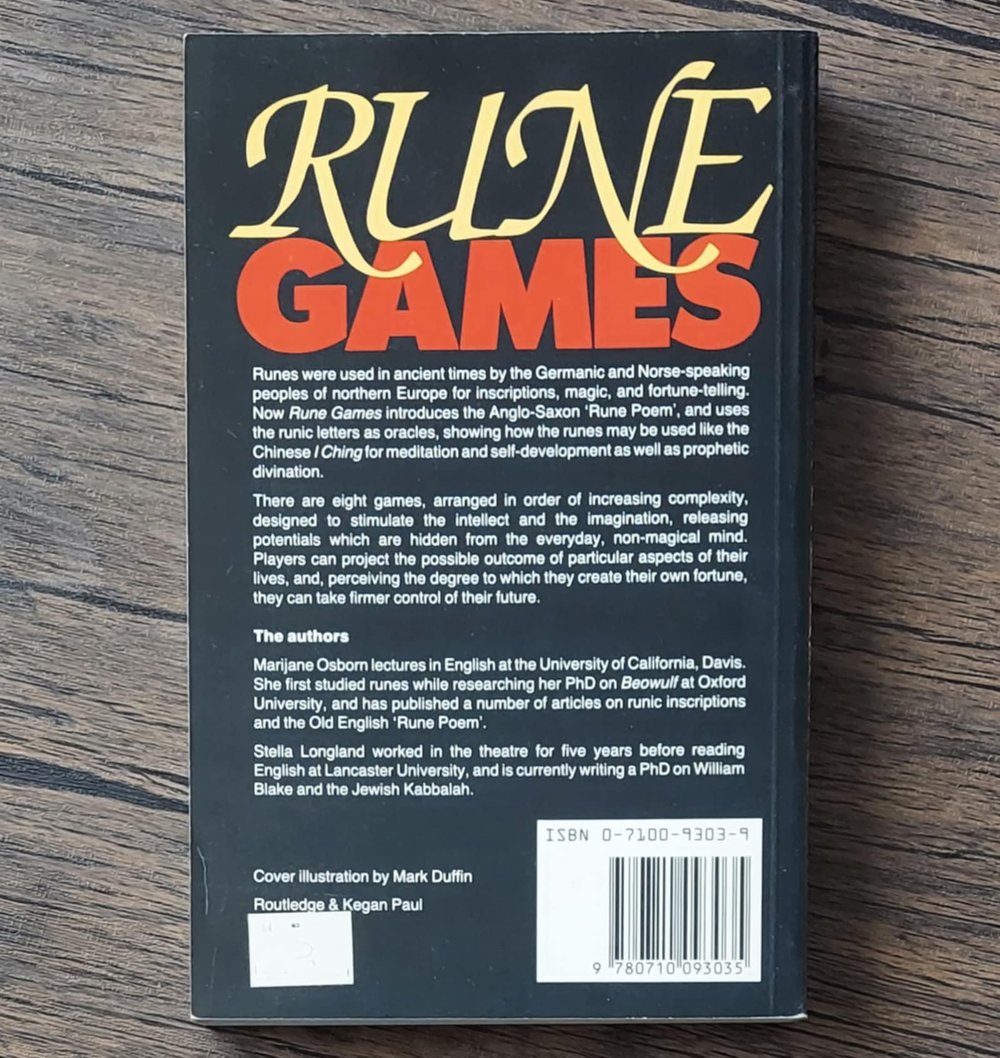 RUNE
GAMES
Runes were used in ancient times by the Germanic and Norse-speaking
peoples of northern Europe for inscriptions, magic, and fortune-telling.
Now Rune Games introduces the Anglo-Saxon ‘Rune Poem’, and uses
the runic letters as oracles, showing how the runes may be used like the
Chinese I Ching for meditation and self-development as well as prophetic
divination.
There are eight games, arranged in order of increasing complexity,
designed to stimulate the intellect and the imagination, releasing
potentials which are hidden from the everyday, non-magical mind.
Players can project the possible outcome of particular aspects of their
lives, and, perceiving the degree to which they create their own fortune,
they can take firmer control of their future.
The authors
Marijane Osborn lectures in English at the University of California, Davis.
She first studied runes while researching her PhD on Beowulf at Oxford
University, and has published a number of articles on runic inscriptions
and the Old English ‘Rune Poem’.
Stella Longland worked in the theatre for five years before reading
English at Lancaster University, and is currently writing a PhD on William
Blake and the Jewish Kabbalah.
ISBN 0-7100-9303-9
Cover illustration by Mark Duffin
Routledge & Kegan Paul
9 780710 093035